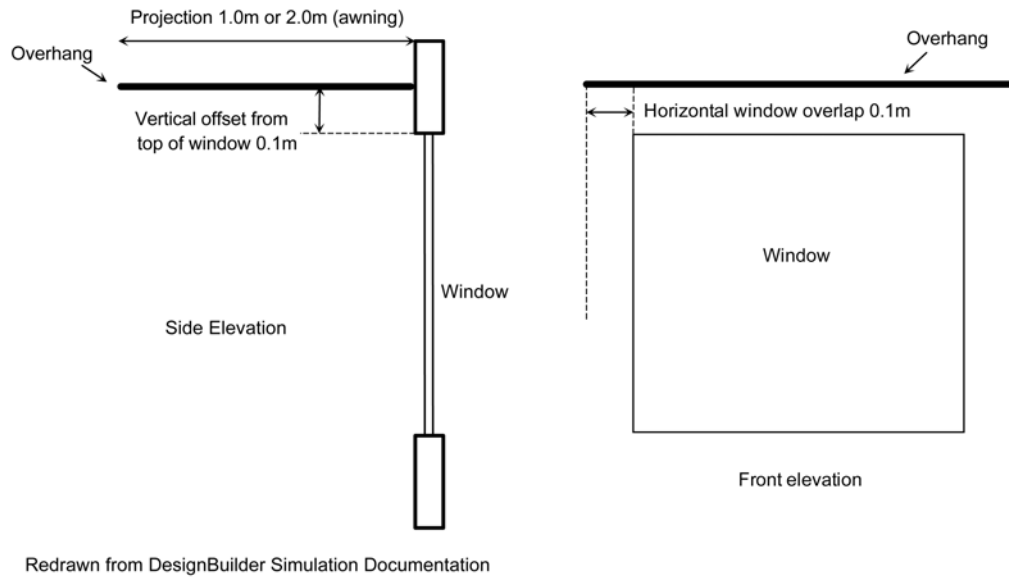 Projection 1.0m or 2.0m (awning)
Overhang
Vertical offset from
top of window 0.1m
Window
Side Elevation
Overhang
Horizontal window overlap 0.1m
Window
Front elevation
Redrawn from DesignBuilder Simulation Documentation